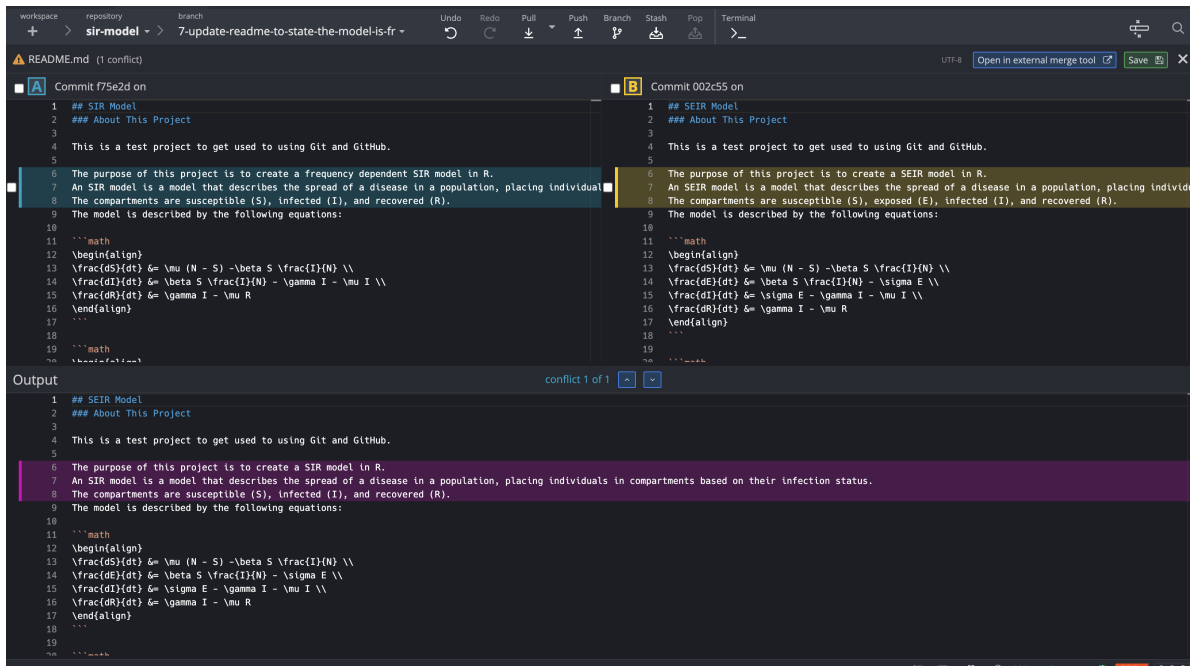 workspace repository branch
sir-model 7-update-readme-to-state-the-model-is-fr
Undo Redo Pull Push Branch Stash Pop Terminal
README.md (1 conflict)
UTF-8 Open in external merge tool Save
A Commit f75e2d on
1 ## SIR Model
2 ### About This Project
3
4 This is a test project to get used to using Git and GitHub.
5
6 The purpose of this project is to create a frequency dependent SIR model in R.
7 An SIR model is a model that describes the spread of a disease in a population, placing individual
8 The compartments are susceptible (S), infected (I), and recovered (R).
9 The model is described by the following equations:
10
11 ```math
12 \begin{align}
13 \frac{dS}{dt} &= \mu (N - S) -\beta S \frac{I}{N} \\
14 \frac{dI}{dt} &= \beta S \frac{I}{N} - \gamma I - \mu I \\
15 \frac{dR}{dt} &= \gamma I - \mu R
16 \end{align}
17 ```
18
19 ```math
20 \begin{align}
B Commit 002c55 on
1 ## SEIR Model
2 ### About This Project
3
4 This is a test project to get used to using Git and GitHub.
5
6 The purpose of this project is to create a SEIR model in R.
7 An SEIR model is a model that describes the spread of a disease in a population, placing individu
8 The compartments are susceptible (S), exposed (E), infected (I), and recovered (R).
9 The model is described by the following equations:
10
11 ```math
12 \begin{align}
13 \frac{dS}{dt} &= \mu (N - S) -\beta S \frac{I}{N} \\
14 \frac{dE}{dt} &= \beta S \frac{I}{N} - \sigma E \\
15 \frac{dI}{dt} &= \sigma E - \gamma I - \mu I \\
16 \frac{dR}{dt} &= \gamma I - \mu R
17 \end{align}
18 ```
19
20 ```math
Output
conflict 1 of 1
1 ## SEIR Model
2 ### About This Project
3
4 This is a test project to get used to using Git and GitHub.
5
6 The purpose of this project is to create a SIR model in R.
7 An SIR model is a model that describes the spread of a disease in a population, placing individuals in compartments based on their infection status.
8 The compartments are susceptible (S), infected (I), and recovered (R).
9 The model is described by the following equations:
10
11 ```math
12 \begin{align}
13 \frac{dS}{dt} &= \mu (N - S) -\beta S \frac{I}{N} \\
14 \frac{dE}{dt} &= \beta S \frac{I}{N} - \sigma E \\
15 \frac{dI}{dt} &= \sigma E - \gamma I - \mu I \\
16 \frac{dR}{dt} &= \gamma I - \mu R
17 \end{align}
18 ```
19
20 ```math